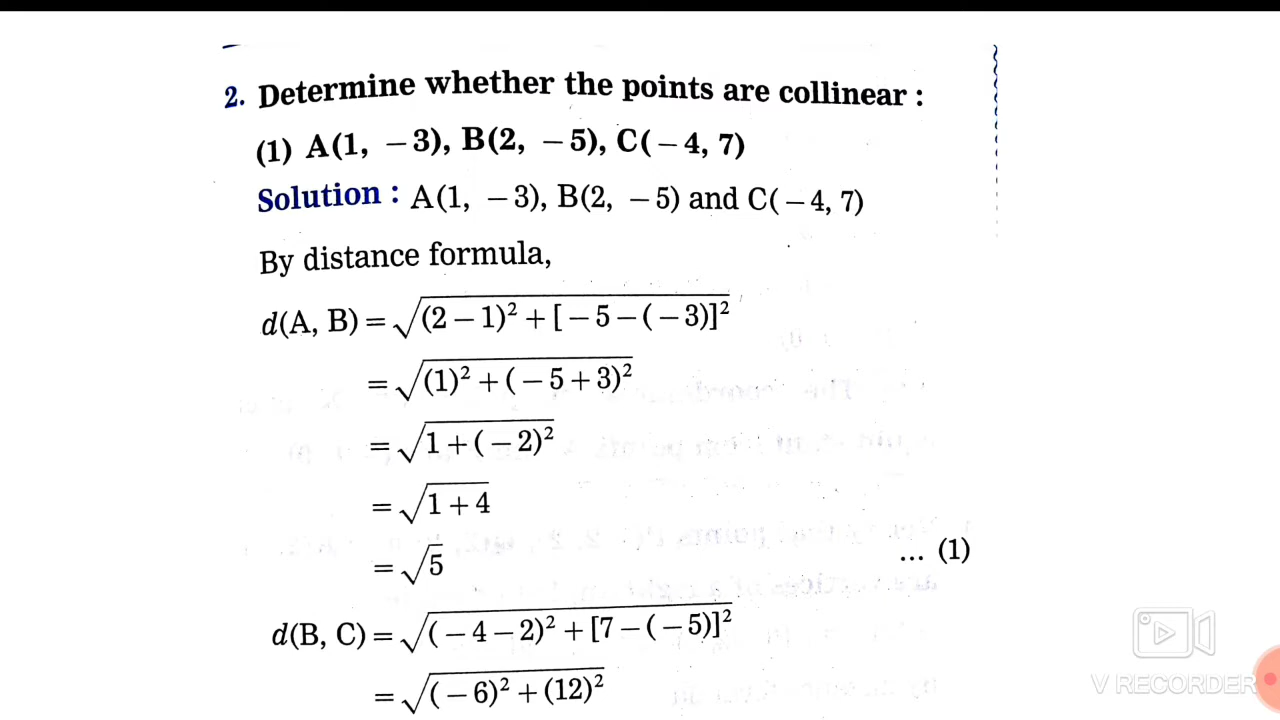 2. Determine whether the points are collinear :
(1) A(1, −3), B(2, −5), C(−4, 7)
Solution : A(1, −3), B(2, −5) and C(−4, 7)
By distance formula,
d(A, B) = √(2 − 1)² + [−5 − (−3)]²
= √(1)² + (−5 + 3)²
= √1 + (−2)²
= √1 + 4
= √5 ... (1)
d(B, C) = √(−4 − 2)² + [7 − (−5)]²
= √(−6)² + (12)²
V RECORDER